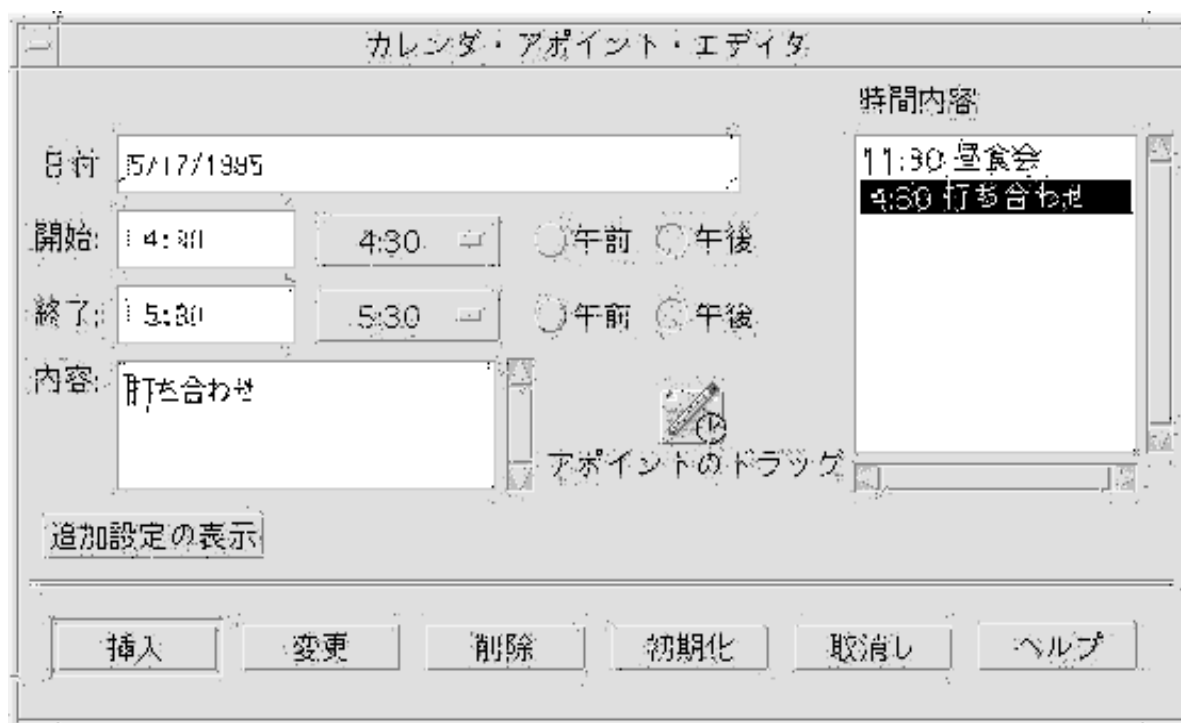 カレンダ・アポイント・エディタ
時間内容
日付 5/17/1995
11:30 昼食会
4:30 打ち合わせ
開始: 4:30 4:30 午前 午後
終了: 5:30 5:30 午前 午後
内容: 打ち合わせ
アポイントのドラッグ
追加設定の表示
挿入 変更 削除 初期化 取消し ヘルプ